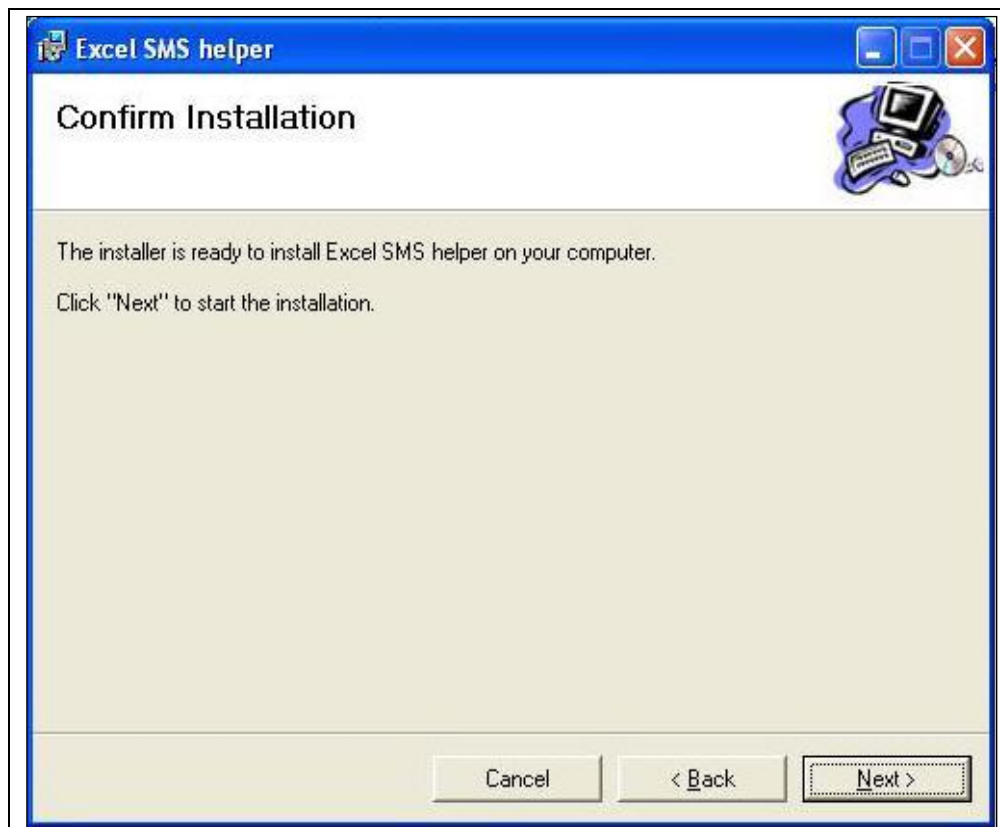 Excel SMS helper
Confirm Installation
The installer is ready to install Excel SMS helper on your computer.
Click "Next" to start the installation.
Cancel
< Back
Next >